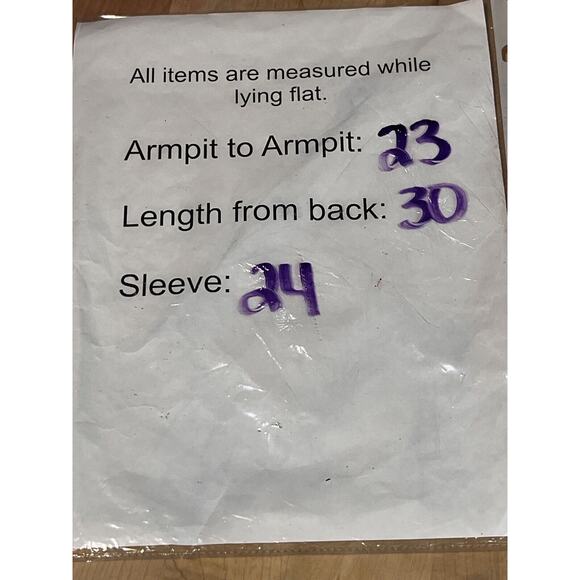 All items are measured while
lying flat.
Armpit to Armpit: 23
Length from back: 30
Sleeve: 24